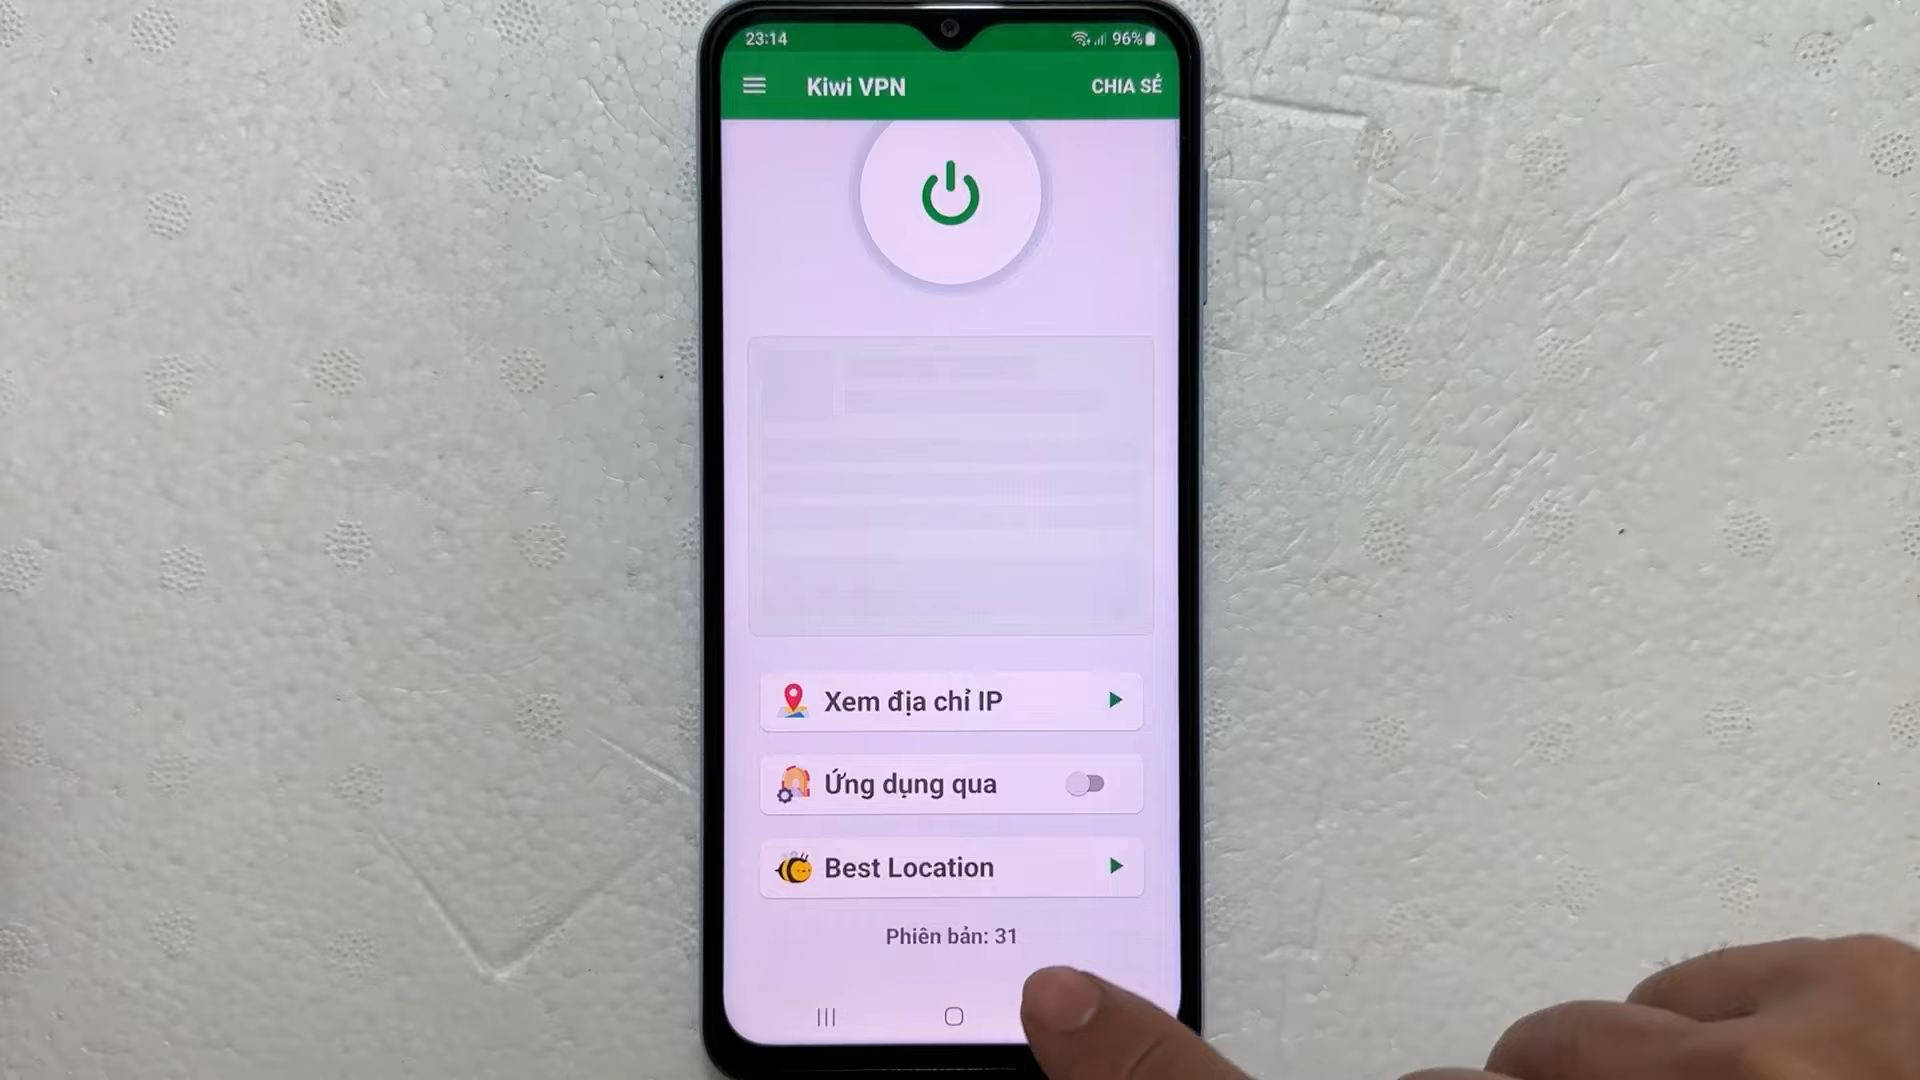 23:14 96%
Kiwi VPN CHIA SẺ
Xem địa chỉ IP
Ứng dụng qua
Best Location
Phiên bản: 31